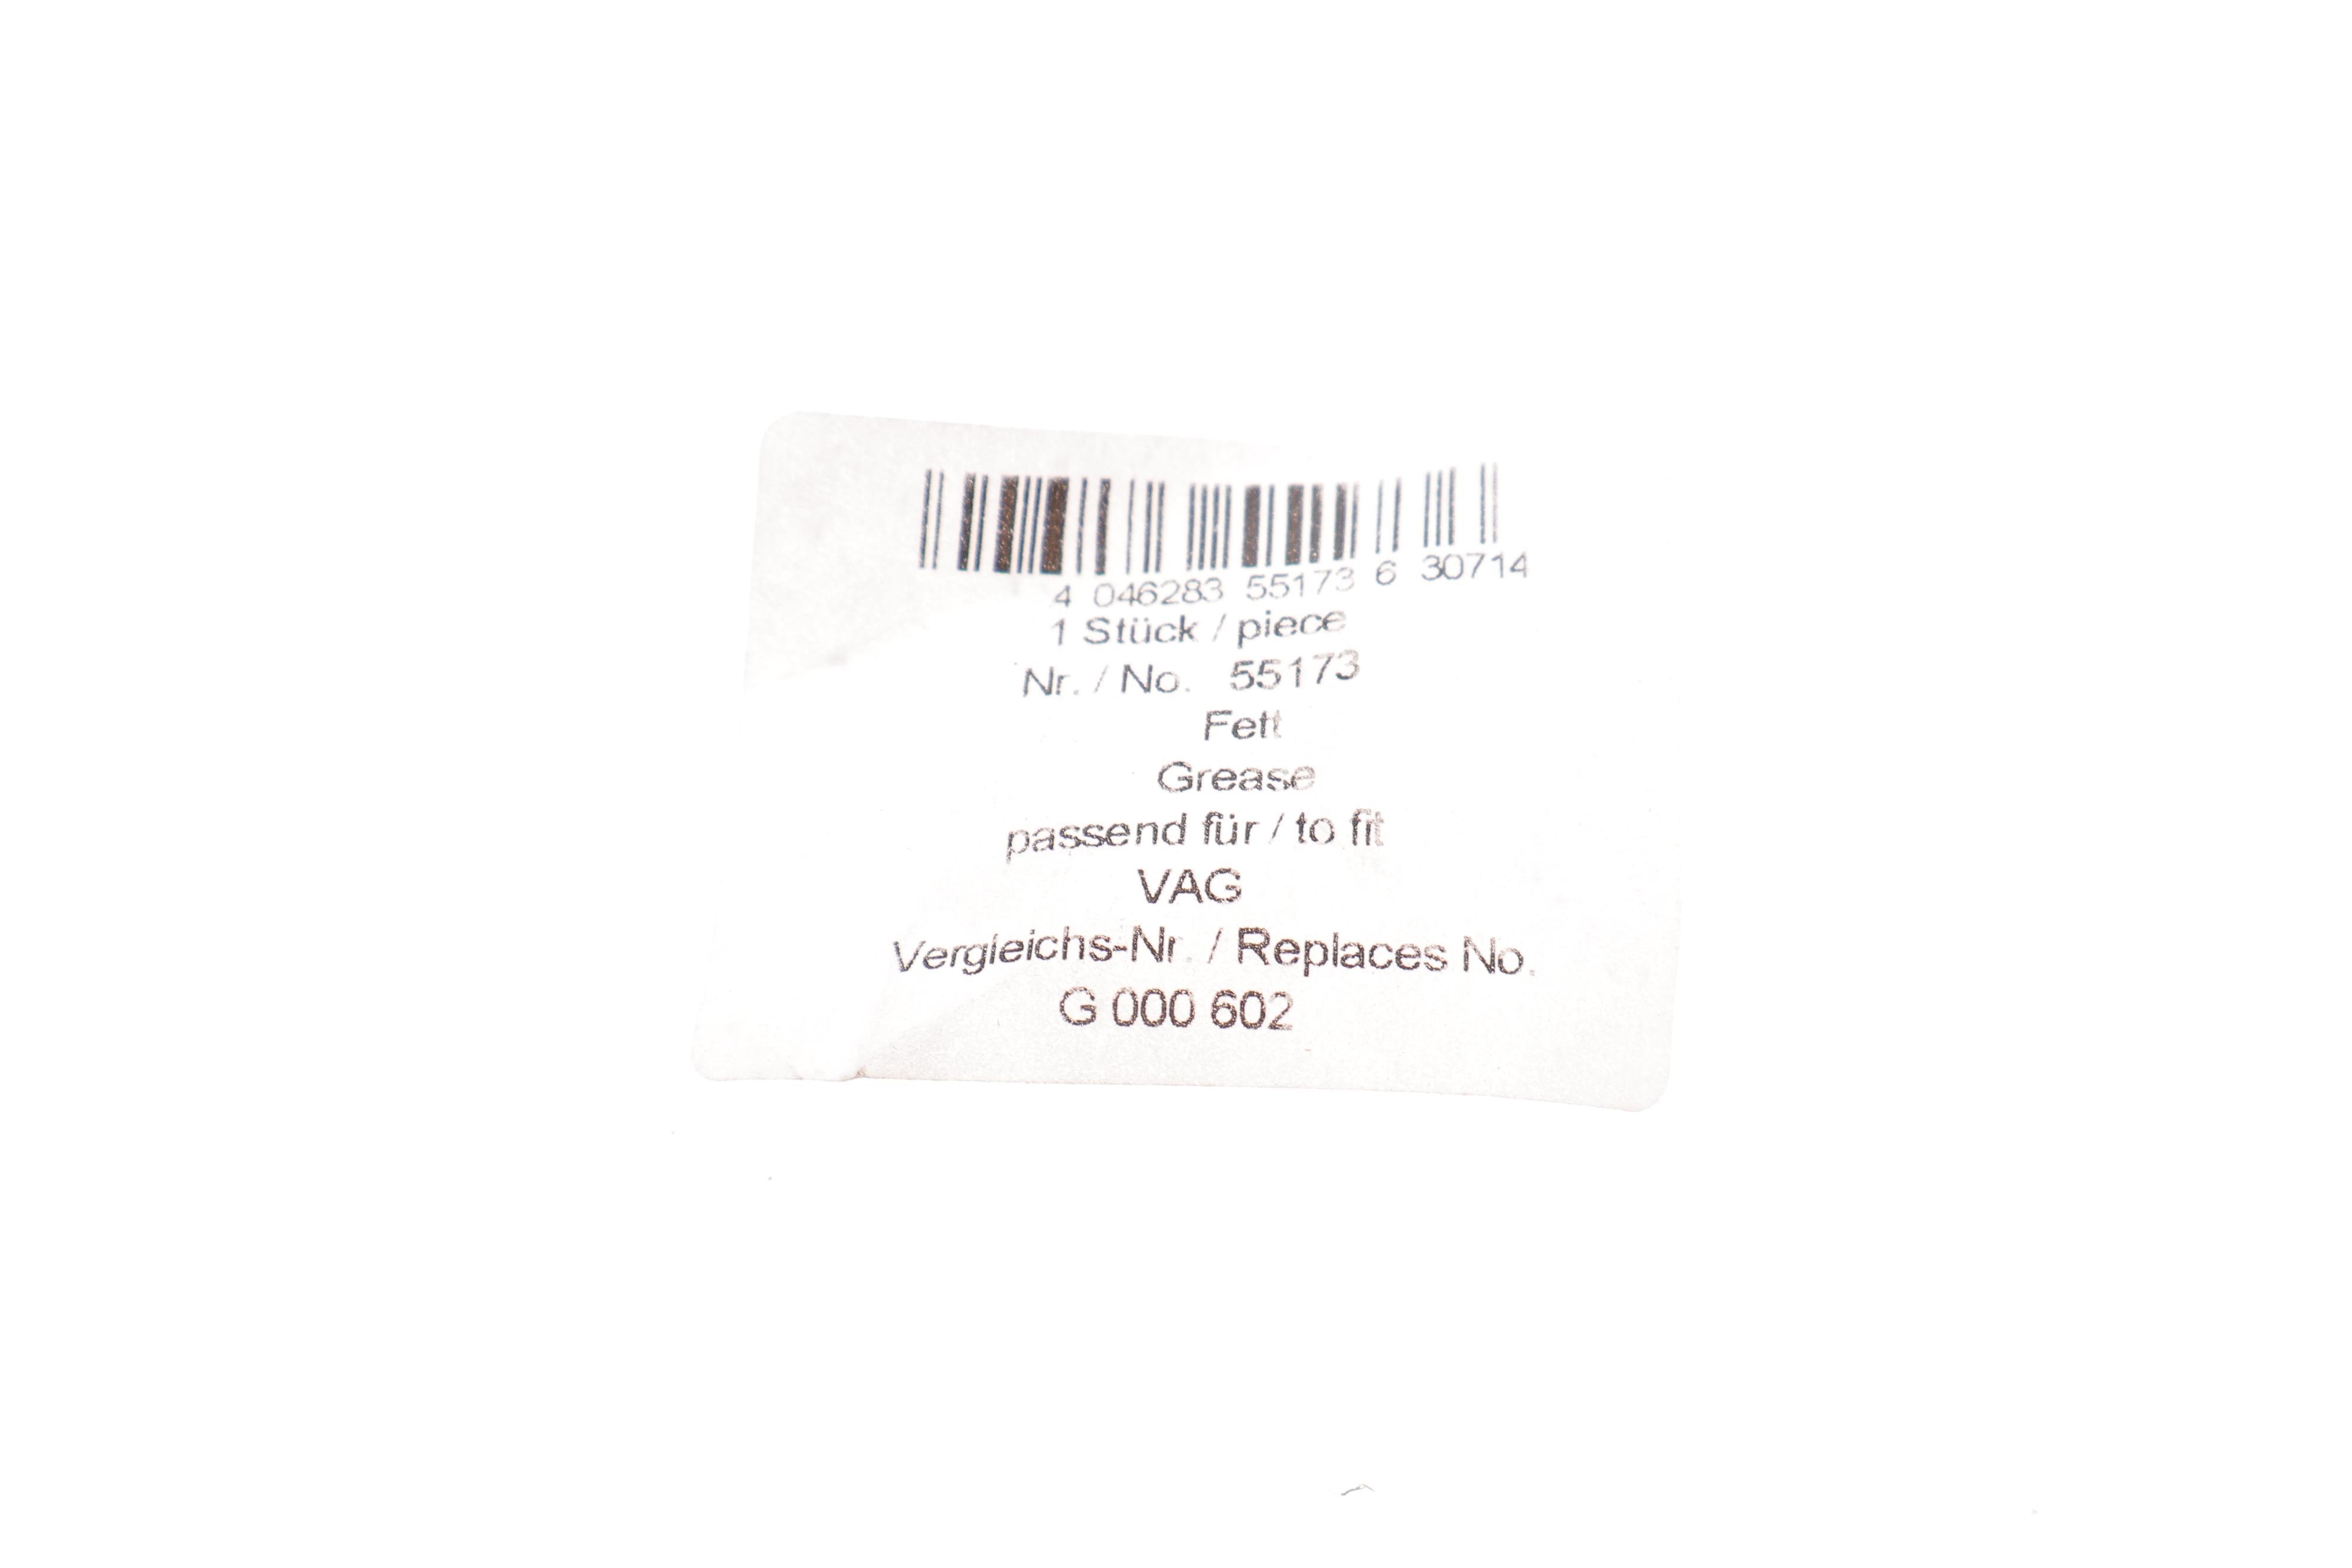 4 046283 55173 6 30714
1 Stück / piece
Nr. / No. 55173
Fett
Grease
passend für / to fit
VAG
Vergleichs-Nr. / Replaces No.
G 000 602